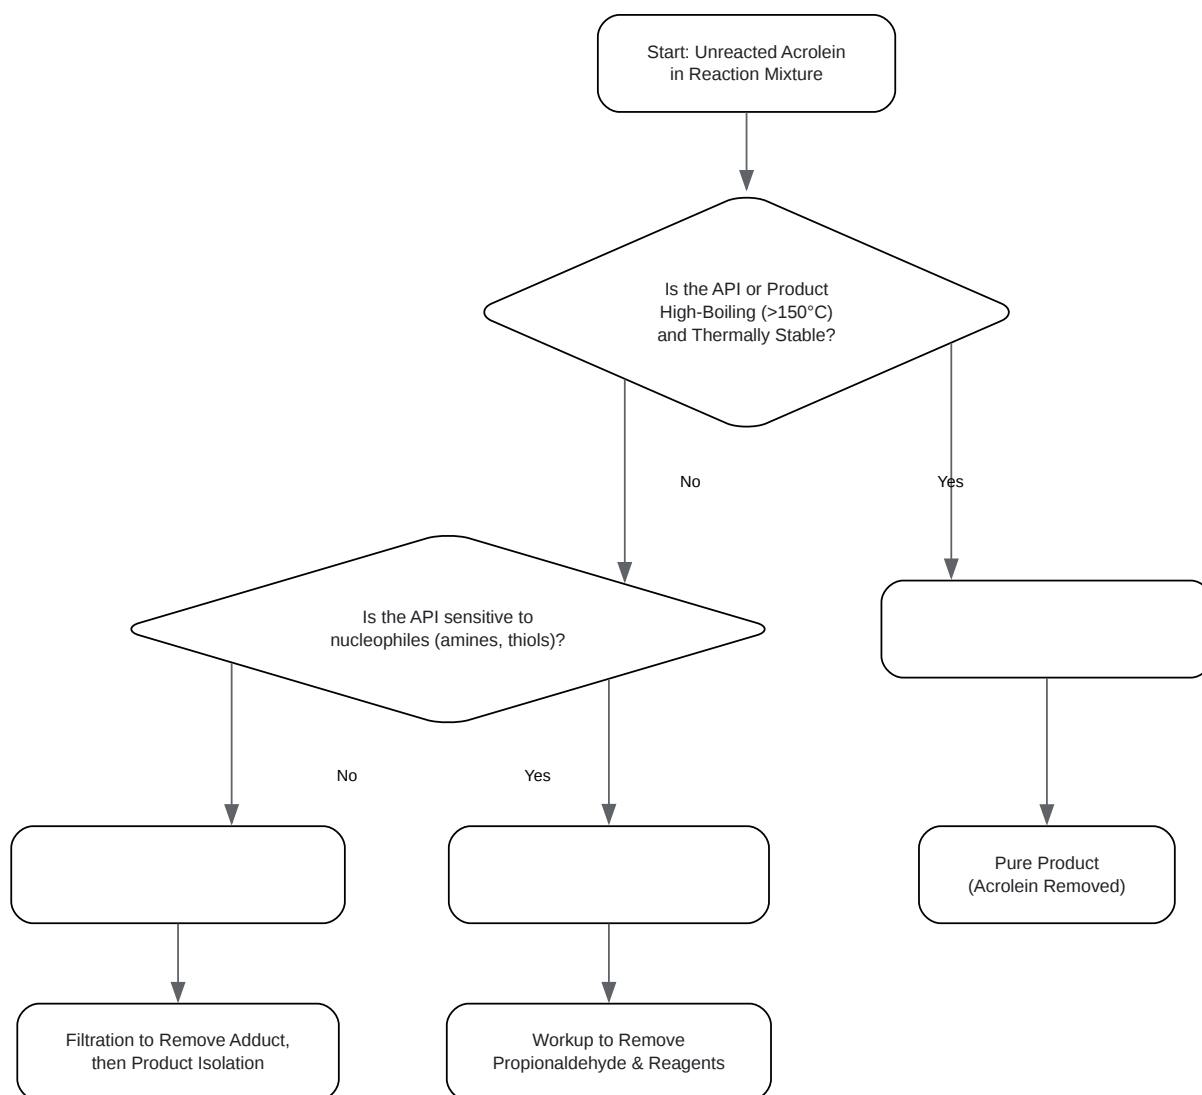 Start: Unreacted Acrolein
in Reaction Mixture
Is the API or Product
High-Boiling (>150°C)
and Thermally Stable?
No
Yes
Is the API sensitive to
nucleophiles (amines, thiols)?
No
Yes
Pure Product
(Acrolein Removed)
Filtration to Remove Adduct,
then Product Isolation
Workup to Remove
Propionaldehyde & Reagents